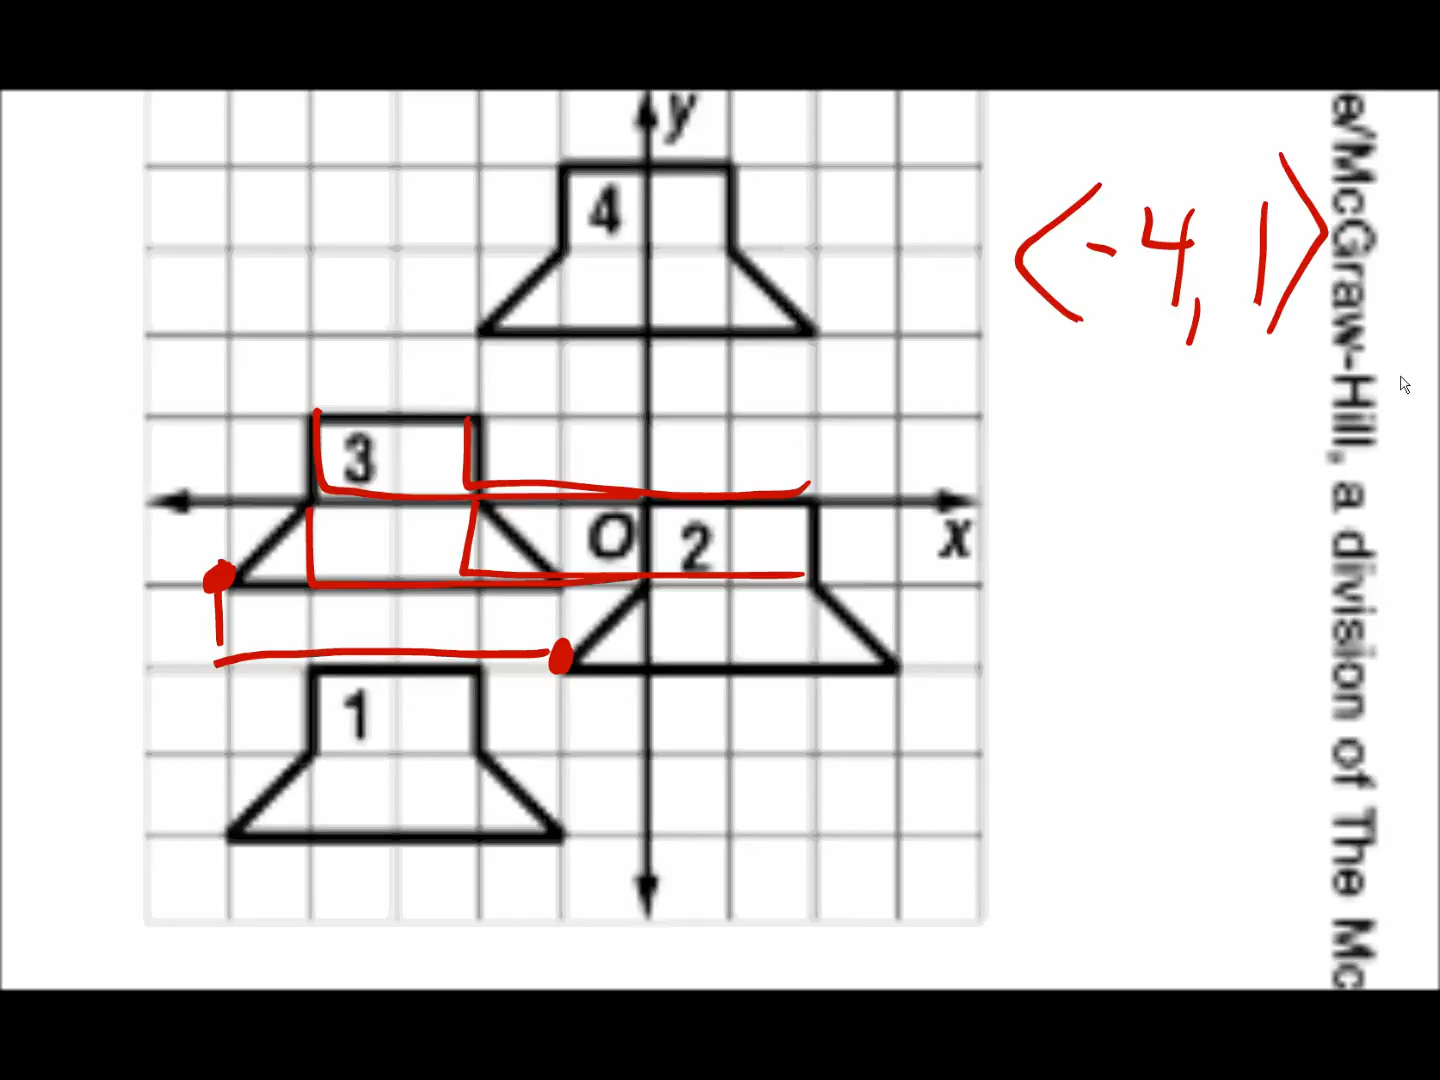 y
4
<-4, 1>
3
O
2
x
1
e/McGraw-Hill, a division of The Mc